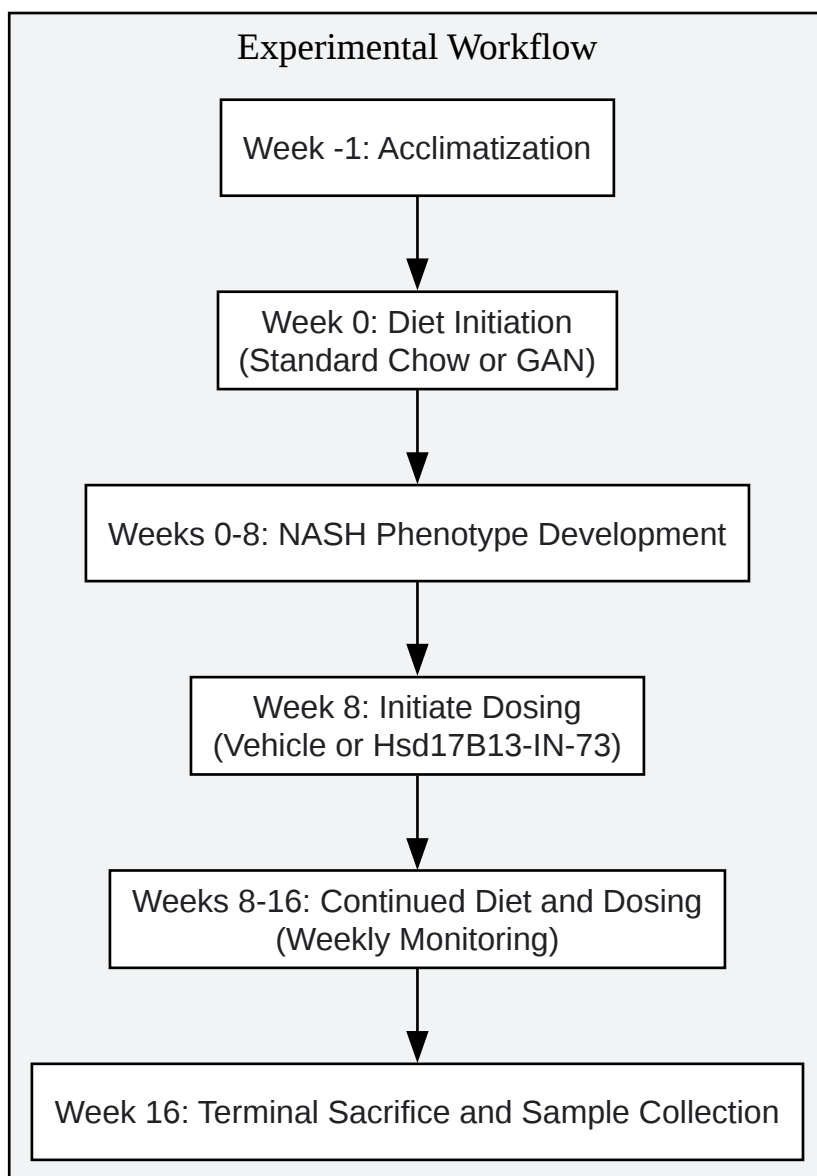 Experimental Workflow
Week -1: Acclimatization
Week 0: Diet Initiation
(Standard Chow or GAN)
Weeks 0-8: NASH Phenotype Development
Week 8: Initiate Dosing
(Vehicle or Hsd17B13-IN-73)
Weeks 8-16: Continued Diet and Dosing
(Weekly Monitoring)
Week 16: Terminal Sacrifice and Sample Collection